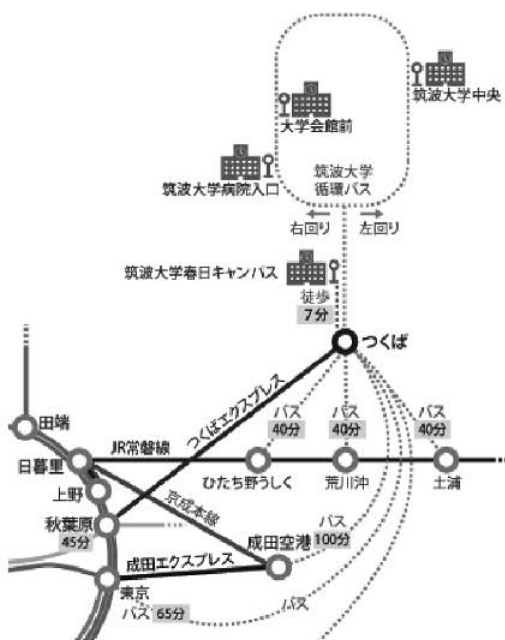 筑波大学中央
大学会館前
筑波大学病院入口
筑波大学
循環バス
右回り
左回り
筑波大学春日キャンパス
徒歩
7分
つくば
つくばエクスプレス
バス
40分
バス
40分
バス
40分
田端
JR常磐線
日暮里
ひたち野うしく
荒川沖
土浦
上野
京成本線
秋葉原
45分
成田空港
バス
100分
成田エクスプレス
東京
バス 65分
バス